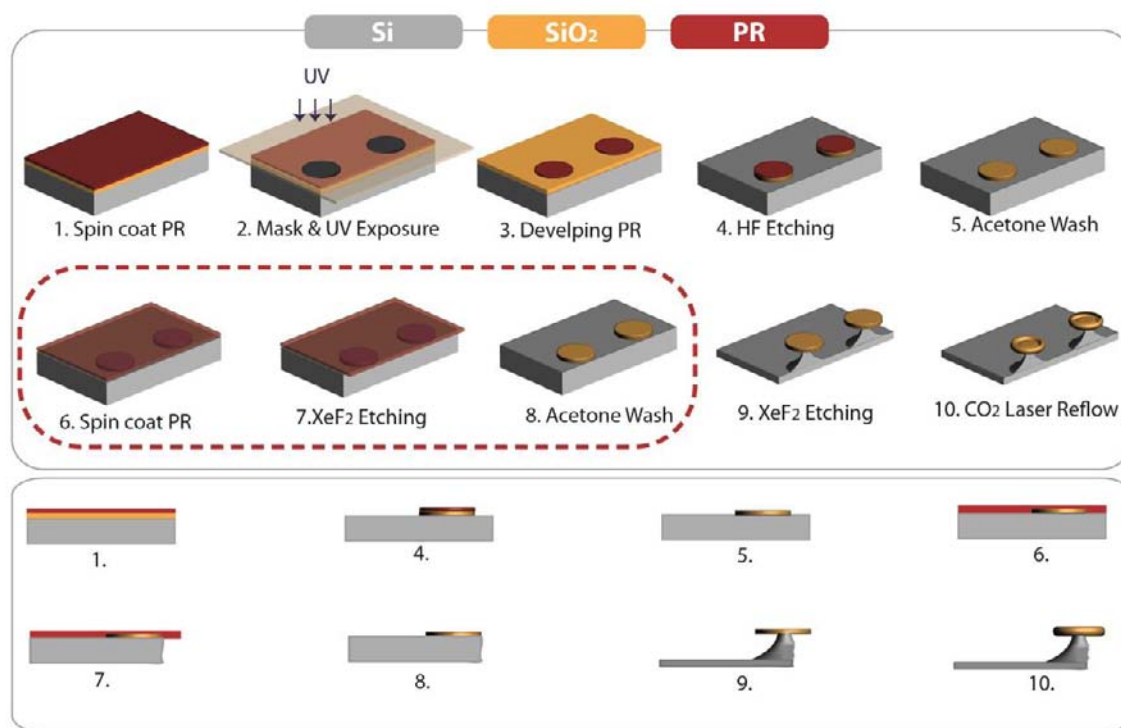 Si SiO₂ PR
UV
1. Spin coat PR
2. Mask & UV Exposure
3. Develping PR
4. HF Etching
5. Acetone Wash
6. Spin coat PR
7.XeF₂ Etching
8. Acetone Wash
9. XeF₂ Etching
10. CO₂ Laser Reflow
1.
4.
5.
6.
7.
8.
9.
10.